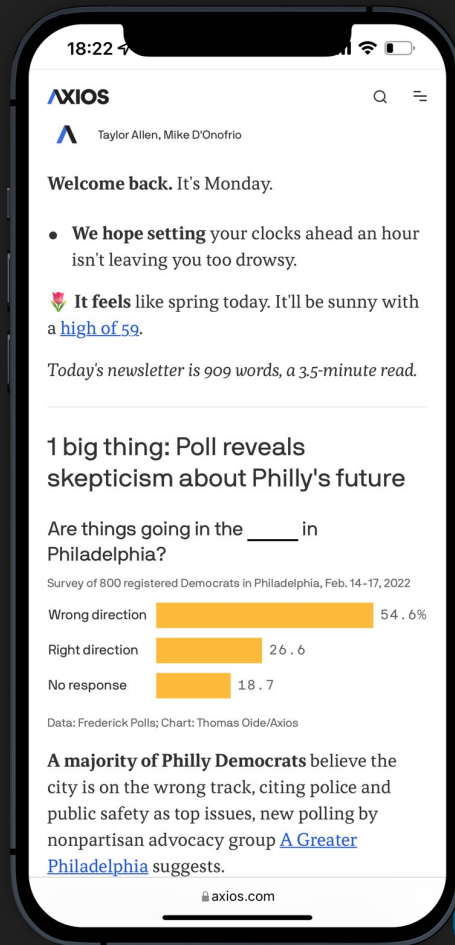 18:22
AXIOS
Taylor Allen, Mike D'Onofrio
Welcome back. It's Monday.
• We hope setting your clocks ahead an hour
isn't leaving you too drowsy.
🌷 It feels like spring today. It'll be sunny with
a high of 59.
Today's newsletter is 909 words, a 3.5-minute read.
1 big thing: Poll reveals
skepticism about Philly's future
Are things going in the _____ in
Philadelphia?
Survey of 800 registered Democrats in Philadelphia, Feb. 14-17, 2022
Wrong direction 54.6%
Right direction 26.6
No response 18.7
Data: Frederick Polls; Chart: Thomas Oide/Axios
A majority of Philly Democrats believe the
city is on the wrong track, citing police and
public safety as top issues, new polling by
nonpartisan advocacy group A Greater
Philadelphia suggests.
axios.com